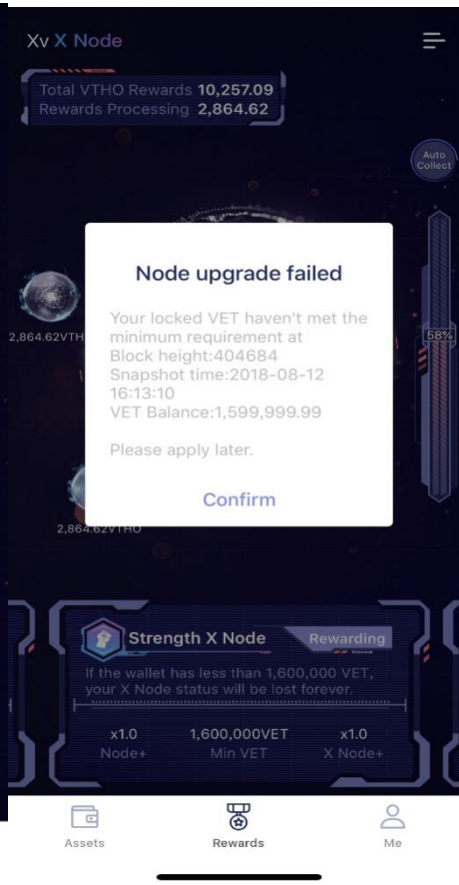 Xv X Node
Total VTHO Rewards 10,257.09
Rewards Processing 2,864.62
Auto
Collect
Node upgrade failed
Your locked VET haven't met the
minimum requirement at
Block height:404684
Snapshot time:2018-08-12
16:13:10
VET Balance:1,599,999.99
Please apply later.
Confirm
2,864.62VTH
58%
2,864.62VTHO
Strength X Node
Rewarding
If the wallet has less than 1,600,000 VET,
your X Node status will be lost
forever.
x1.0 1,600,000VET x1.0
Node+ Min VET X Node+
Assets Rewards Me